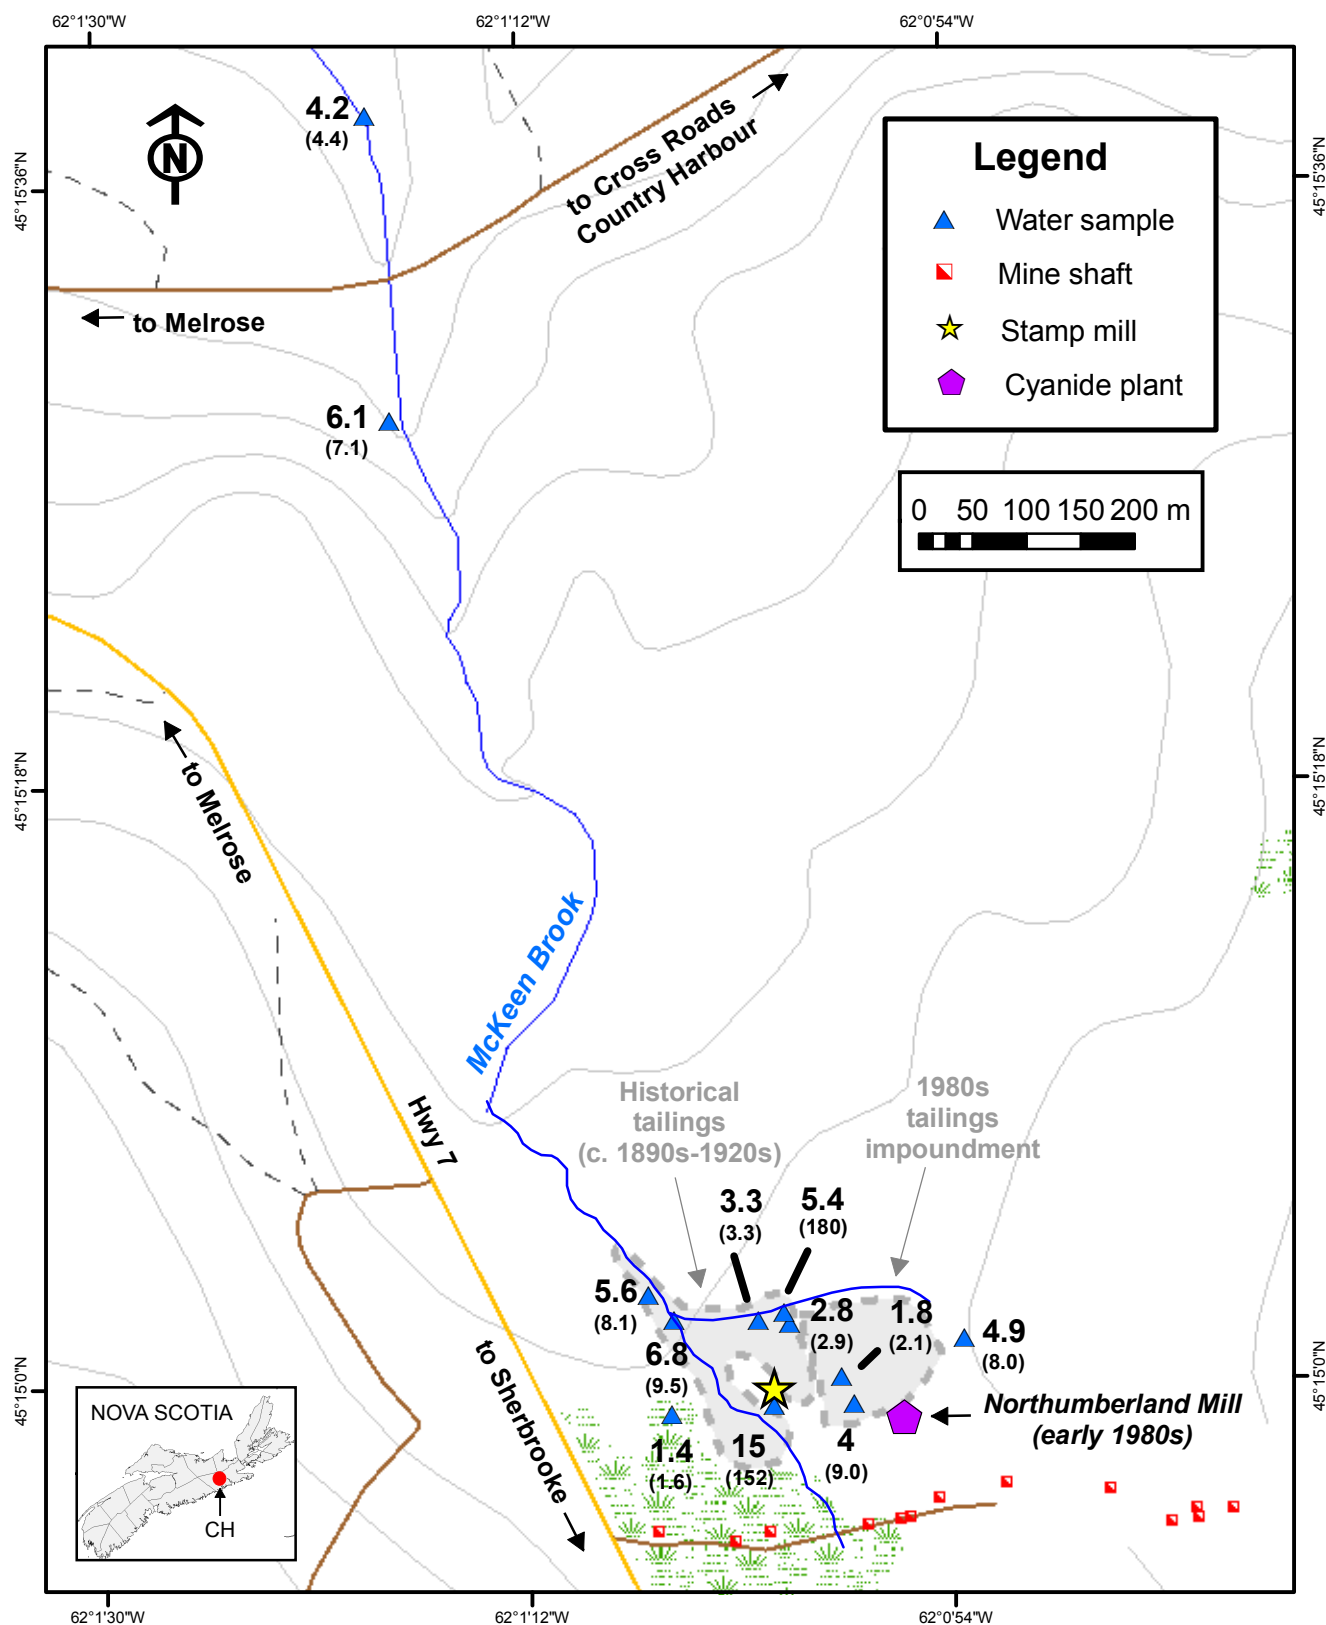 62°1'30"W
62°1'12"W
62°0'54"W
4.2
(4.4)
N
to Cross Roads
Country Harbour
Legend
Water sample
Mine shaft
Stamp mill
Cyanide plant
45°15'36"N
45°15'36"N
to Melrose
6.1
(7.1)
0 50 100 150 200 m
to Melrose
45°15'18"N
45°15'18"N
McKeen Brook
Hwy 7
Historical
tailings
(c. 1890s-1920s)
1980s
tailings
impoundment
3.3
(3.3)
5.4
(180)
5.6
(8.1)
2.8
(2.9)
1.8
(2.1)
4.9
(8.0)
6.8
(9.5)
to Sherbrooke
45°15'0"N
45°15'0"N
Northumberland Mill
(early 1980s)
1.4
(1.6)
15
(152)
4
(9.0)
NOVA SCOTIA
CH
62°1'30"W
62°1'12"W
62°0'54"W